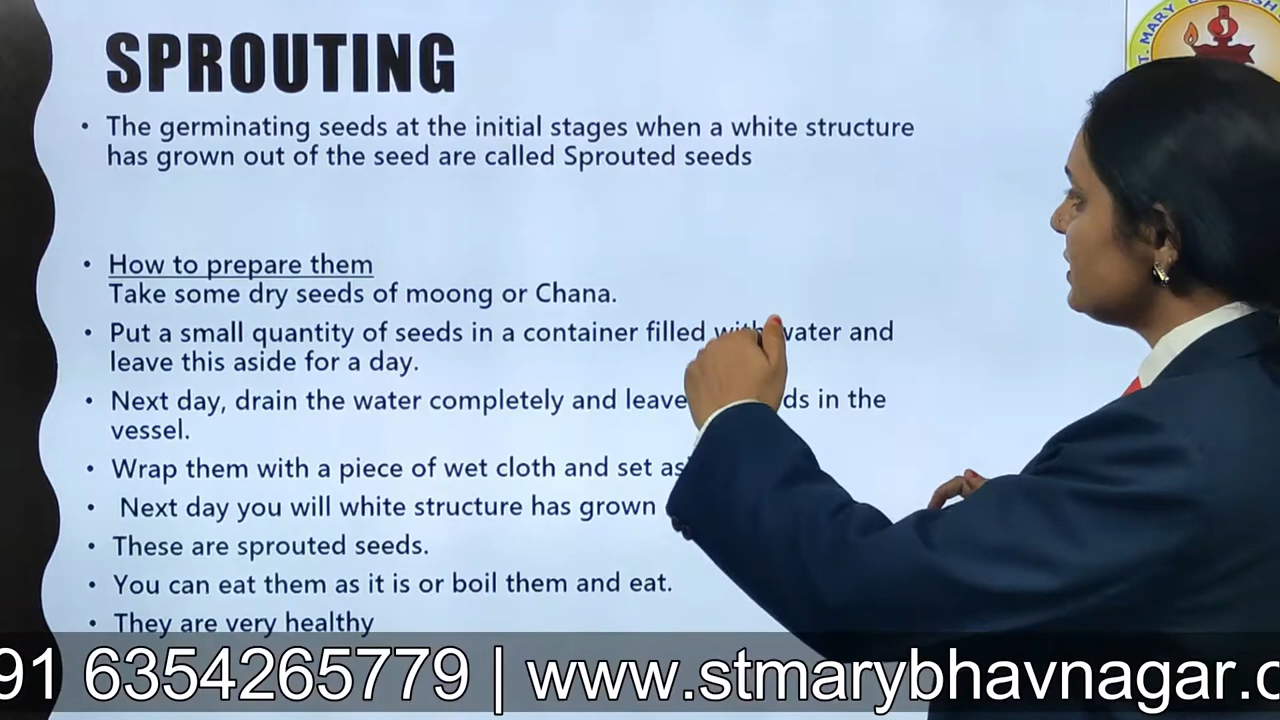 SPROUTING
T. MARY
• The germinating seeds at the initial stages when a white structure
has grown out of the seed are called Sprouted seeds
• How to prepare them
Take some dry seeds of moong or Chana.
• Put a small quantity of seeds in a container filled with water and
leave this aside for a day.
• Next day, drain the water completely and leave ds in the
vessel.
• Wrap them with a piece of wet cloth and set as
• Next day you will white structure has grown
• These are sprouted seeds.
• You can eat them as it is or boil them and eat.
• They are very healthy
91 6354265779 | www.stmarybhavnagar.c